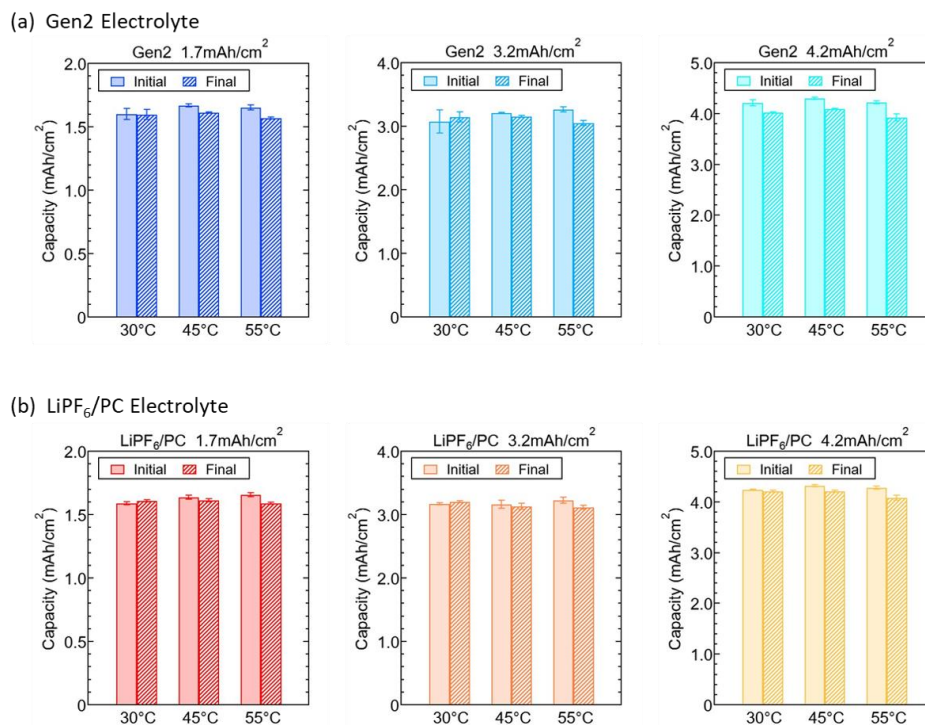 (a) Gen2 Electrolyte
Gen2 1.7mAh/cm²
Initial Final
Capacity (mAh/cm²)
2.0
1.5
1.0
0.5
0
30°C 45°C 55°C
Gen2 3.2mAh/cm²
Initial Final
Capacity (mAh/cm²)
4.0
3.0
2.0
1.0
0
30°C 45°C 55°C
Gen2 4.2mAh/cm²
Initial Final
Capacity (mAh/cm²)
5.0
4.0
3.0
2.0
1.0
0
30°C 45°C 55°C
(b) LiPF₆/PC Electrolyte
LiPF₆/PC 1.7mAh/cm²
Initial Final
Capacity (mAh/cm²)
2.0
1.5
1.0
0.5
0
30°C 45°C 55°C
LiPF₆/PC 3.2mAh/cm²
Initial Final
Capacity (mAh/cm²)
4.0
3.0
2.0
1.0
0
30°C 45°C 55°C
LiPF₆/PC 4.2mAh/cm²
Initial Final
Capacity (mAh/cm²)
5.0
4.0
3.0
2.0
1.0
0
30°C 45°C 55°C